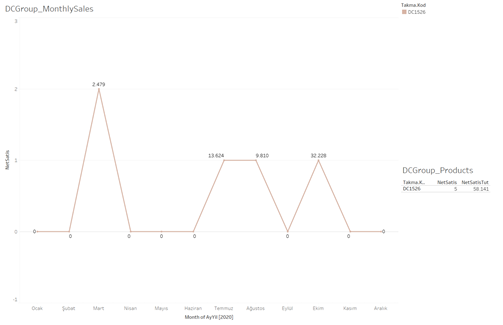 DCGroup_MonthlySales
Takma.Kod
DC1526
3
2
1
0
-1
NetSatis
2.479
13.624
9.810
32.228
0
0
0
0
0
0
0
0
Ocak Şubat Mart Nisan Mayıs Haziran Temmuz Ağustos Eylül Ekim Kasım Aralık
Month of AyYil [2020]
DCGroup_Products
Takma.K.. NetSatis NetSatisTut
DC1526 5 58.141